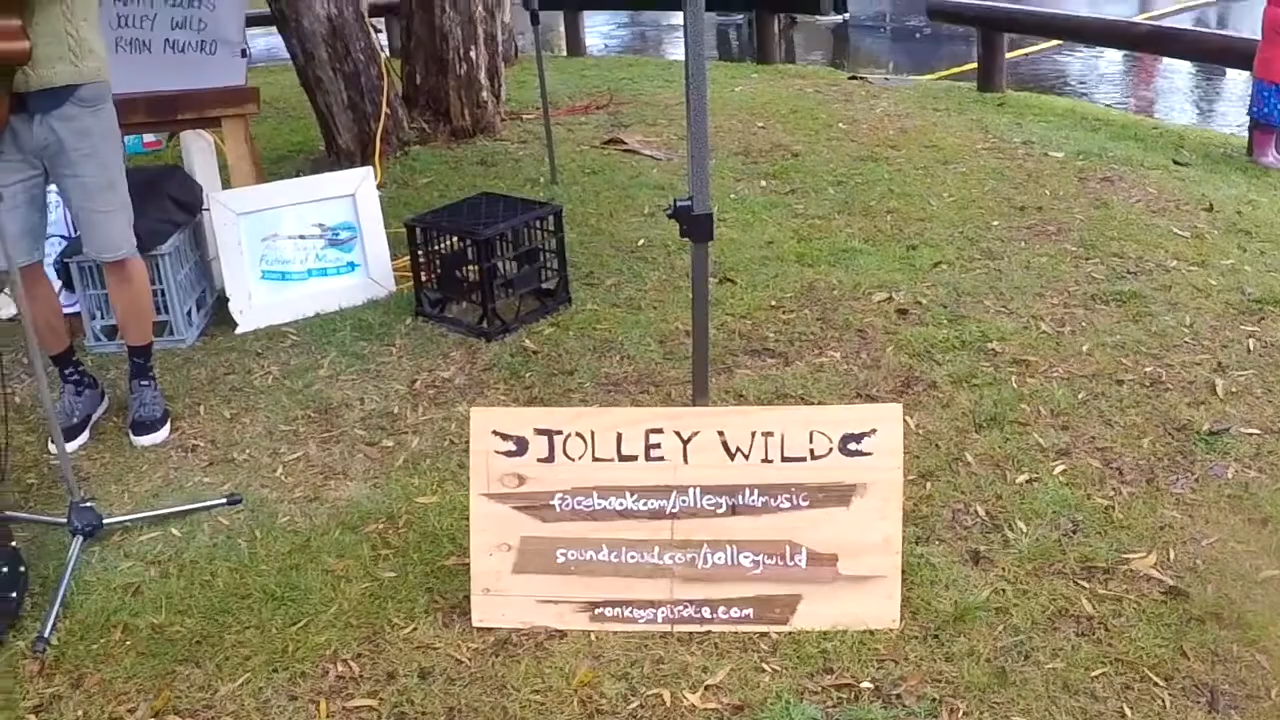 JOLLEY WILD
RYAN MUNRO
Festival of Music
JOLLEY WILD
facebook.com/jolleywildmusic
soundcloud.com/jolleywild
monkeyspirate.com